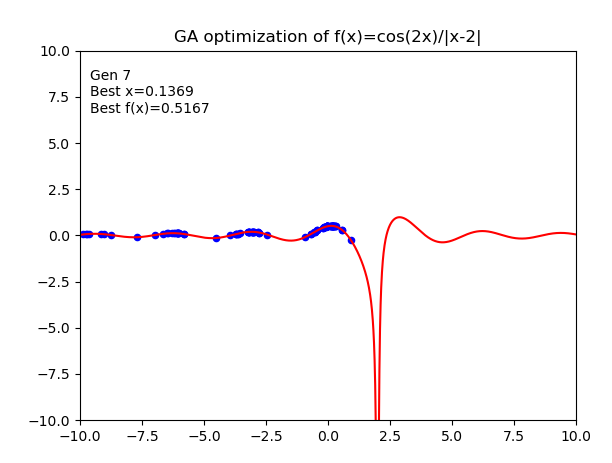 GA optimization of f(x)=cos(2x)/|x-2|
Gen 7
Best x=0.1369
Best f(x)=0.5167
10.0
7.5
5.0
2.5
0.0
−2.5
−5.0
−7.5
−10.0
−10.0 −7.5 −5.0 −2.5 0.0 2.5 5.0 7.5 10.0